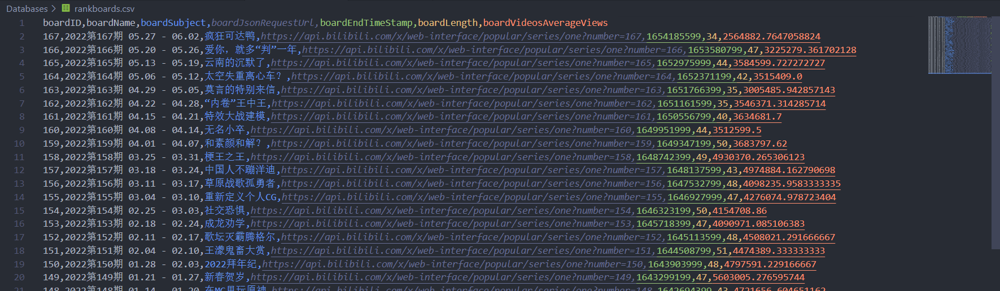 Databases > rankboards.csv
1 boardID,boardName,boardSubject,boardJsonRequestUrl,boardEndTimeStamp,boardLength,boardVideosAverageViews
2 167,2022第167期 05.27 - 06.02,疯狂可达鸭,https://api.bilibili.com/x/web-interface/popular/series/one?number=167,1654185599,34,2564882.7647058824
3 166,2022第166期 05.20 - 05.26,爱你，就多“判”一年,https://api.bilibili.com/x/web-interface/popular/series/one?number=166,1653580799,47,3225279.361702128
4 165,2022第165期 05.13 - 05.19,云南的沉默了,https://api.bilibili.com/x/web-interface/popular/series/one?number=165,1652975999,44,3584599.727272727
5 164,2022第164期 05.06 - 05.12,太空失重离心车？,https://api.bilibili.com/x/web-interface/popular/series/one?number=164,1652371199,42,3515409.0
6 163,2022第163期 04.29 - 05.05,莫言的特别来信,https://api.bilibili.com/x/web-interface/popular/series/one?number=163,1651766399,35,3005485.942857143
7 162,2022第162期 04.22 - 04.28,“内卷”王中王,https://api.bilibili.com/x/web-interface/popular/series/one?number=162,1651161599,35,3546371.314285714
8 161,2022第161期 04.15 - 04.21,特效大战建模,https://api.bilibili.com/x/web-interface/popular/series/one?number=161,1650556799,40,3634681.7
9 160,2022第160期 04.08 - 04.14,无名小卒,https://api.bilibili.com/x/web-interface/popular/series/one?number=160,1649951999,44,3512599.5
10 159,2022第159期 04.01 - 04.07,和素颜和解？,https://api.bilibili.com/x/web-interface/popular/series/one?number=159,1649347199,50,3683797.62
11 158,2022第158期 03.25 - 03.31,梗王之王,https://api.bilibili.com/x/web-interface/popular/series/one?number=158,1648742399,49,4930370.265306123
12 157,2022第157期 03.18 - 03.24,中国人不蹦洋迪,https://api.bilibili.com/x/web-interface/popular/series/one?number=157,1648137599,43,4974884.162790698
13 156,2022第156期 03.11 - 03.17,草原战歌孤勇者,https://api.bilibili.com/x/web-interface/popular/series/one?number=156,1647532799,48,4098235.9583333335
14 155,2022第155期 03.04 - 03.10,重新定义个人CG,https://api.bilibili.com/x/web-interface/popular/series/one?number=155,1646927999,47,4276074.978723404
15 154,2022第154期 02.25 - 03.03,社交恐惧,https://api.bilibili.com/x/web-interface/popular/series/one?number=154,1646323199,50,4154708.86
16 153,2022第153期 02.18 - 02.24,成龙劝学,https://api.bilibili.com/x/web-interface/popular/series/one?number=153,1645718399,47,4090971.085106383
17 152,2022第152期 02.11 - 02.17,歌坛灭霸腾格尔,https://api.bilibili.com/x/web-interface/popular/series/one?number=152,1645113599,48,4508021.291666667
18 151,2022第151期 02.04 - 02.10,王濛鬼畜大赏,https://api.bilibili.com/x/web-interface/popular/series/one?number=151,1644508799,51,4474389.333333333
19 150,2022第150期 01.28 - 02.03,2022拜年纪,https://api.bilibili.com/x/web-interface/popular/series/one?number=150,1643903999,48,4797591.229166667
20 149,2022第149期 01.21 - 01.27,新春贺岁,https://api.bilibili.com/x/web-interface/popular/series/one?number=149,1643299199,47,5603005.276595744
21 148,2022第148期 01.14 - 01.20,在MC里玩原神,https://api.bilibili.com/x/web-interface/popular/series/one?number=148,1642694399,43,4721656.604651162